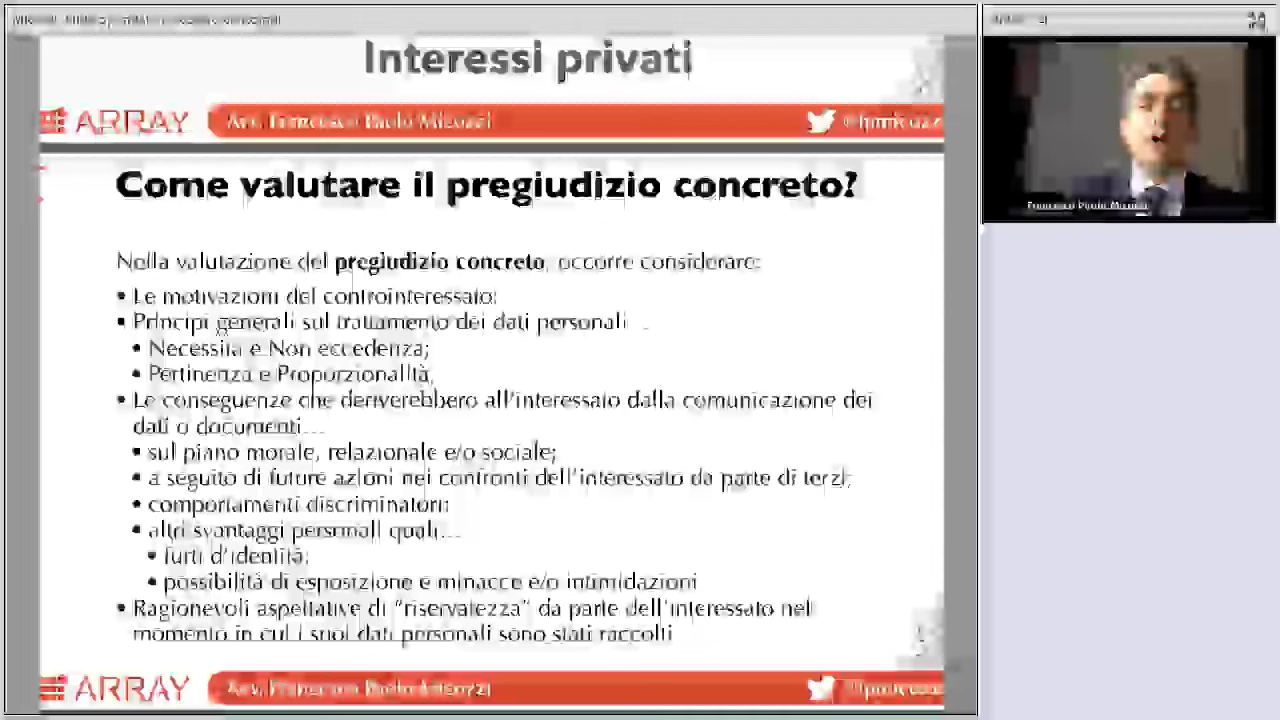 Interessi privati
ARRAY
Avv. Francesco Paolo Micozzi
Come valutare il pregiudizio concreto?
Nella valutazione del pregiudizio concreto, occorre considerare:
• Le motivazioni del controinteressato;
• Principi generali sul trattamento dei dati personali
• Necessità e Non eccedenza;
• Pertinenza e Proporzionalità;
• Le conseguenze che deriverebbero all'interessato dalla comunicazione dei
dati o documenti…
• sul piano morale, relazionale e/o sociale;
• a seguito di future azioni nei confronti dell'interessato da parte di terzi;
• comportamenti discriminatori;
• altri svantaggi personali quali…
• furti d'identità;
• possibilità di esposizione e minacce e/o intimidazioni
• Ragionevoli aspettative di "riservatezza" da parte dell'interessato nel
momento in cui i suoi dati personali sono stati raccolti
ARRAY
Avv. Francesco Paolo Micozzi
Francesco Paolo Micozzi